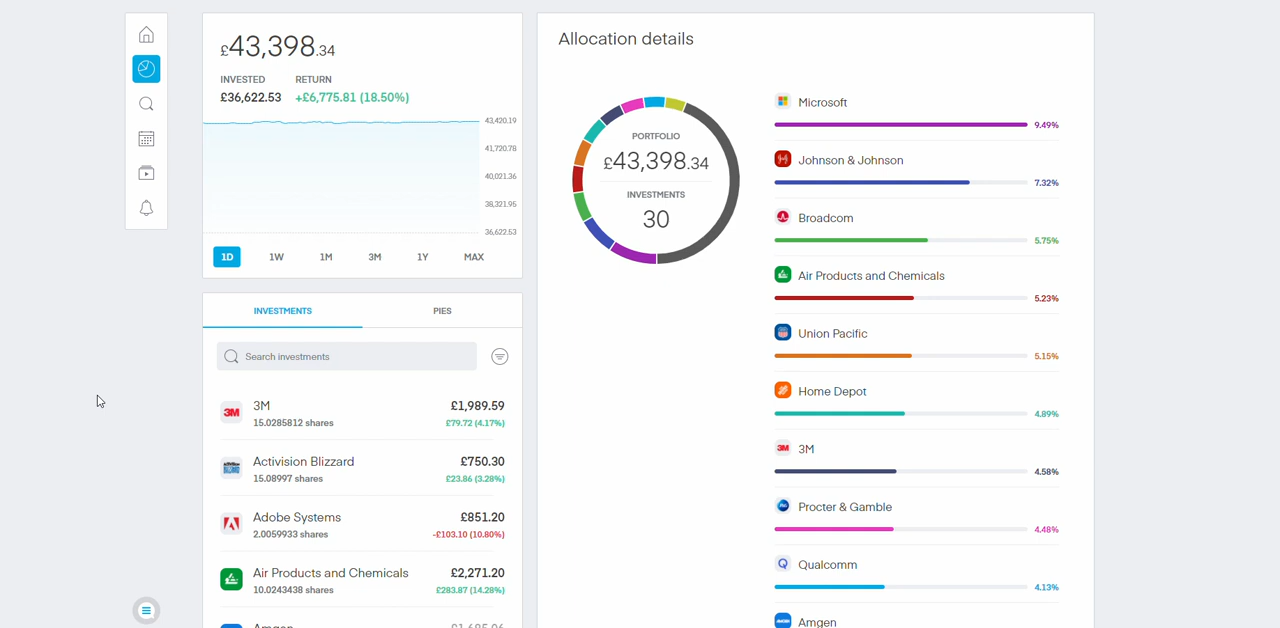 £43,398.34
INVESTED RETURN
£36,622.53 +£6,775.81 (18.50%)
43,420.19
41,720.78
40,021.36
38,321.95
36,622.53
1D 1W 1M 3M 1Y MAX
INVESTMENTS PIES
Search investments
3M £1,989.59
15.0285812 shares £79.72 (4.17%)
Activision Blizzard £750.30
15.08997 shares £23.86 (3.28%)
Adobe Systems £851.20
2.0059933 shares -£103.10 (10.80%)
Air Products and Chemicals £2,271.20
10.0243438 shares £283.87 (14.28%)
Amgen £1,685.06
Allocation details
PORTFOLIO
£43,398.34
INVESTMENTS
30
Microsoft
9.49%
Johnson & Johnson
7.32%
Broadcom
5.75%
Air Products and Chemicals
5.23%
Union Pacific
5.15%
Home Depot
4.89%
3M
4.58%
Procter & Gamble
4.48%
Qualcomm
4.13%
Amgen